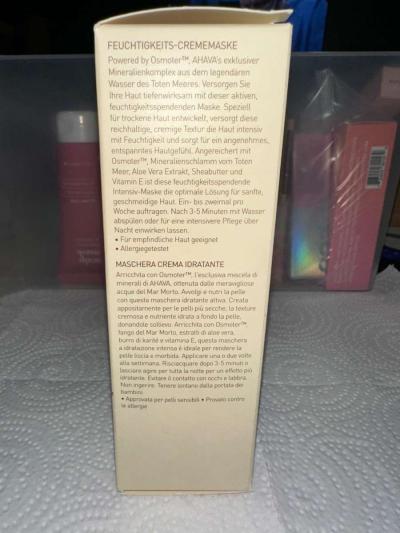 FEUCHTIGKEITS-CREMEMASKE
Powered by Osmoter™, AHAVA's exklusiver
Mineralienkomplex aus dem legendären
Wasser des Toten Meeres. Versorgen Sie
Ihre Haut tiefenwirksam mit dieser aktiven,
feuchtigkeitsspendenden Maske. Speziell
für trockene Haut entwickelt, versorgt diese
reichhaltige, cremige Textur die Haut intensiv
mit Feuchtigkeit und sorgt für ein angenehmes,
entspanntes Hautgefühl. Angereichert mit
Osmoter™, Mineralienschlamm vom Toten
Meer, Aloe Vera Extrakt, Sheabutter und
Vitamin E ist diese feuchtigkeitsspendende
Intensiv-Maske die optimale Lösung für sanfte,
geschmeidige Haut. Ein- bis zweimal pro
Woche auftragen. Nach 3-5 Minuten mit Wasser
abspülen oder für eine intensivere Pflege über
Nacht einwirken lassen.
• Für empfindliche Haut geeignet
• Allergiegetestet
MASCHERA CREMA IDRATANTE
Arricchita con Osmoter™, l'esclusiva miscela di
minerali di AHAVA, ottenuta dalle meravigliose
acque del Mar Morto. Avvolgi e nutri la pelle
con questa maschera idratante attiva. Creata
appositamente per le pelli più secche, la texture
cremosa e nutriente idrata a fondo la pelle,
donandole sollievo. Arricchita con Osmoter™,
fango del Mar Morto, estratti di aloe vera,
burro di karité e vitamina E, questa maschera
a idratazione intensa è ideale per rendere la
pelle liscia e morbida. Applicare una o due volte
alla settimana. Risciacquare dopo 3-5 minuti o
lasciare agire per tutta la notte per un effetto più
idratante. Evitare il contatto con occhi e labbra.
Non ingerire. Tenere lontano dalla portata dei
bambini
• Approvata per pelli sensibili • Provato contro
le allergie